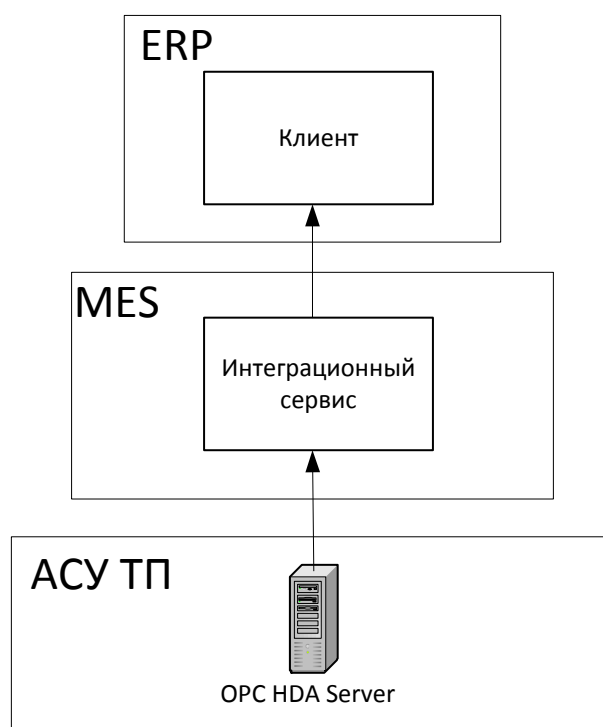 ERP
Клиент
MES
Интеграционный
сервис
АСУ ТП
OPC HDA Server